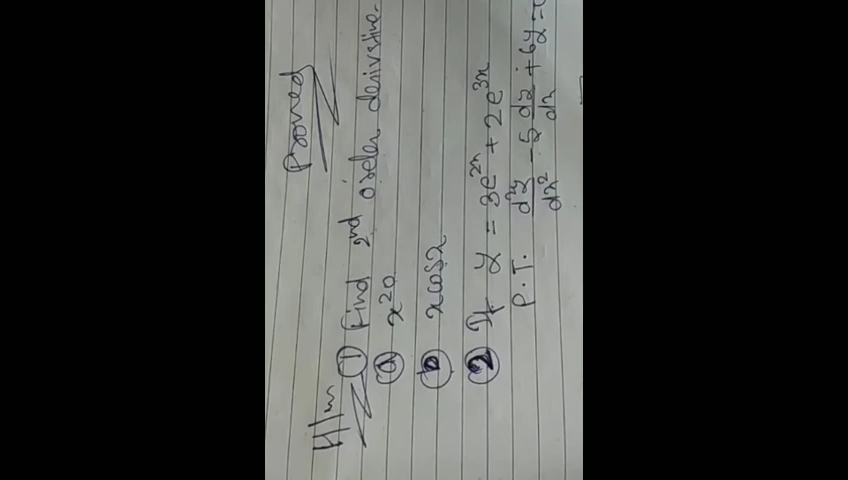 Proved
H/w
① Find 2nd order derivative.
ⓐ x²⁰
ⓑ x cos x
② If y = 3e²ˣ + 2e³ˣ
P.T. d²y/dx² - 5 dy/dx + 6y =